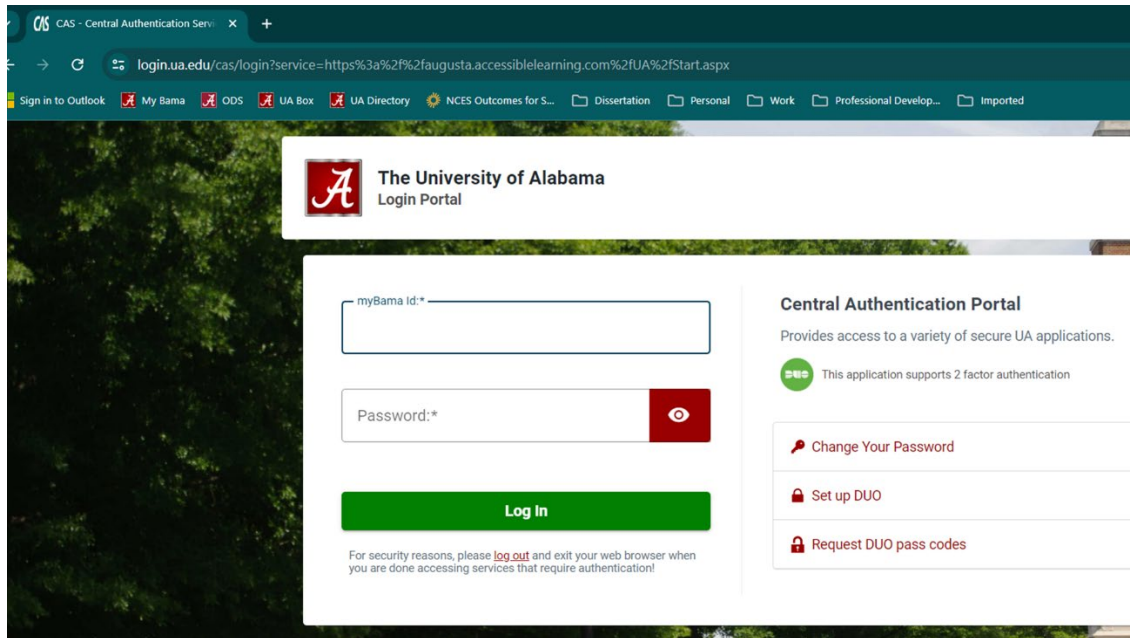 CAS - Central Authentication Servi
login.ua.edu/cas/login?service=https%3a%2f%2faugusta.accessiblelearning.com%2fUA%2fStart.aspx
Sign in to Outlook My Bama ODS UA Box UA Directory NCES Outcomes for S... Dissertation Personal Work Professional Develop... Imported
The University of Alabama
Login Portal
myBama Id:*
Password:*
Log In
For security reasons, please log out and exit your web browser when
you are done accessing services that require authentication!
Central Authentication Portal
Provides access to a variety of secure UA applications.
DUO This application supports 2 factor authentication
Change Your Password
Set up DUO
Request DUO pass codes